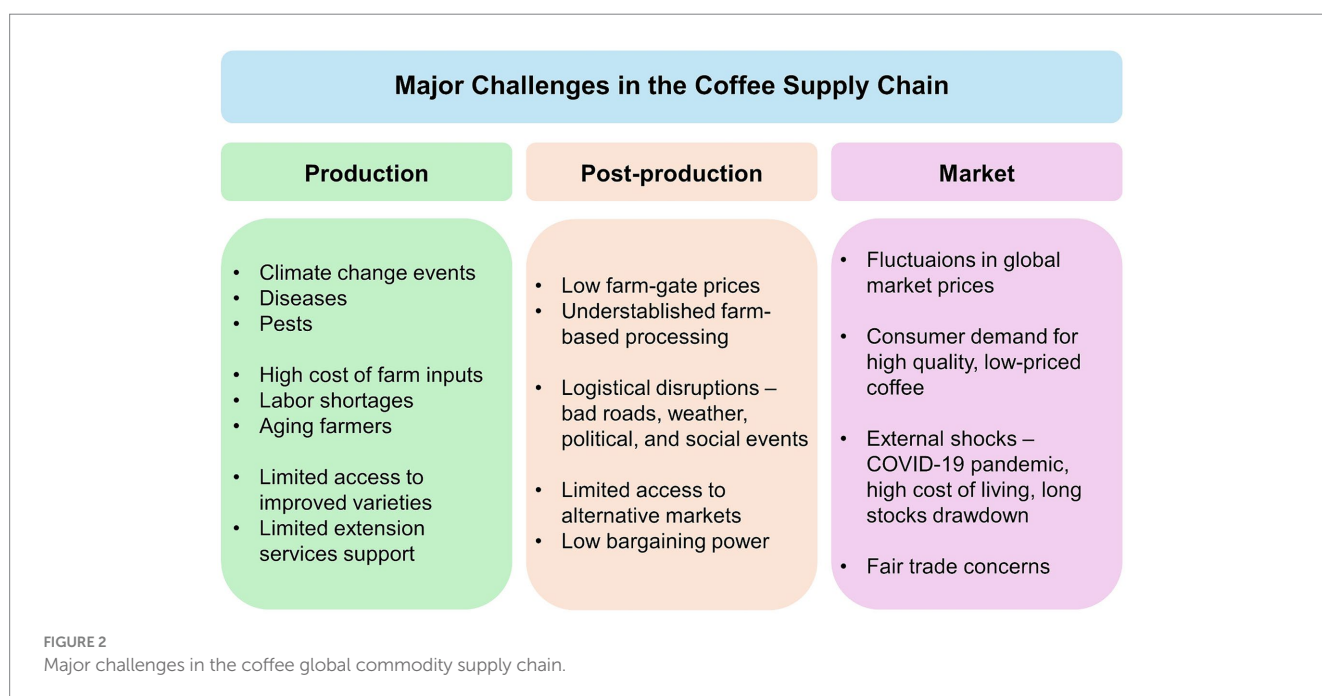 Major Challenges in the Coffee Supply Chain
Production
• Climate change events
• Diseases
• Pests
• High cost of farm inputs
• Labor shortages
• Aging farmers
• Limited access to
improved varieties
• Limited extension
services support
Post-production
• Low farm-gate prices
• Understablished farm-
based processing
• Logistical disruptions –
bad roads, weather,
political, and social events
• Limited access to
alternative markets
• Low bargaining power
Market
• Fluctuaions in global
market prices
• Consumer demand for
high quality, low-priced
coffee
• External shocks –
COVID-19 pandemic,
high cost of living, long
stocks drawdown
• Fair trade concerns
FIGURE 2
Major challenges in the coffee global commodity supply chain.